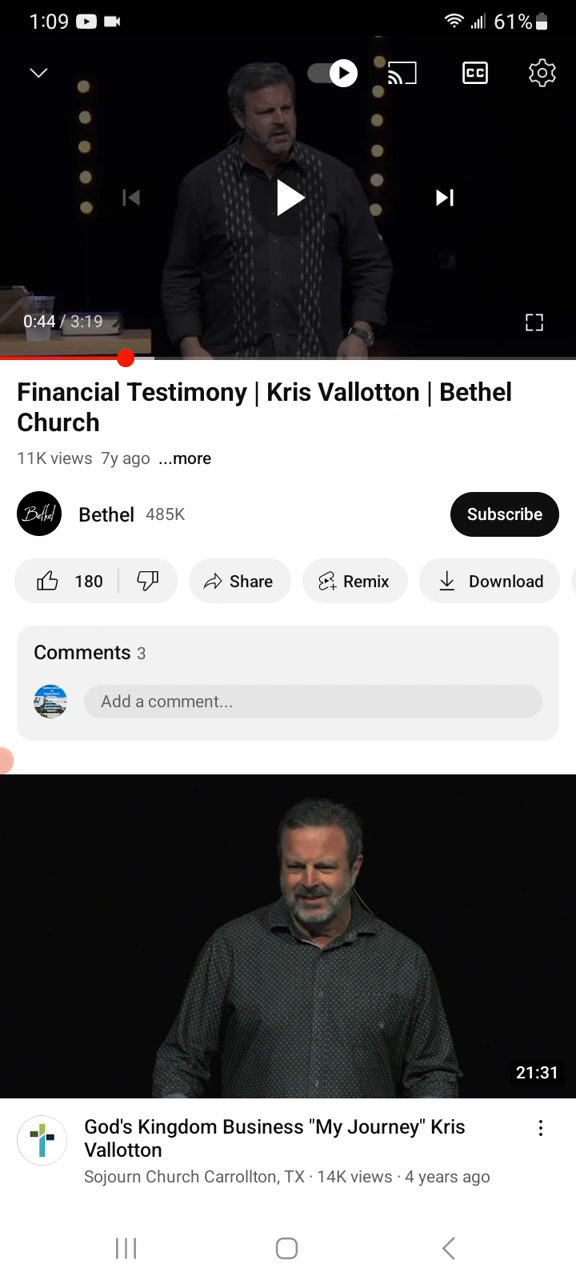 1:09 61%
CC
0:44 / 3:19
Financial Testimony | Kris Vallotton | Bethel
Church
11K views 7y ago ...more
Bethel Bethel 485K Subscribe
180 Share Remix Download
Comments 3
Add a comment...
21:31
God's Kingdom Business "My Journey" Kris
Vallotton
Sojourn Church Carrollton, TX · 14K views · 4 years ago